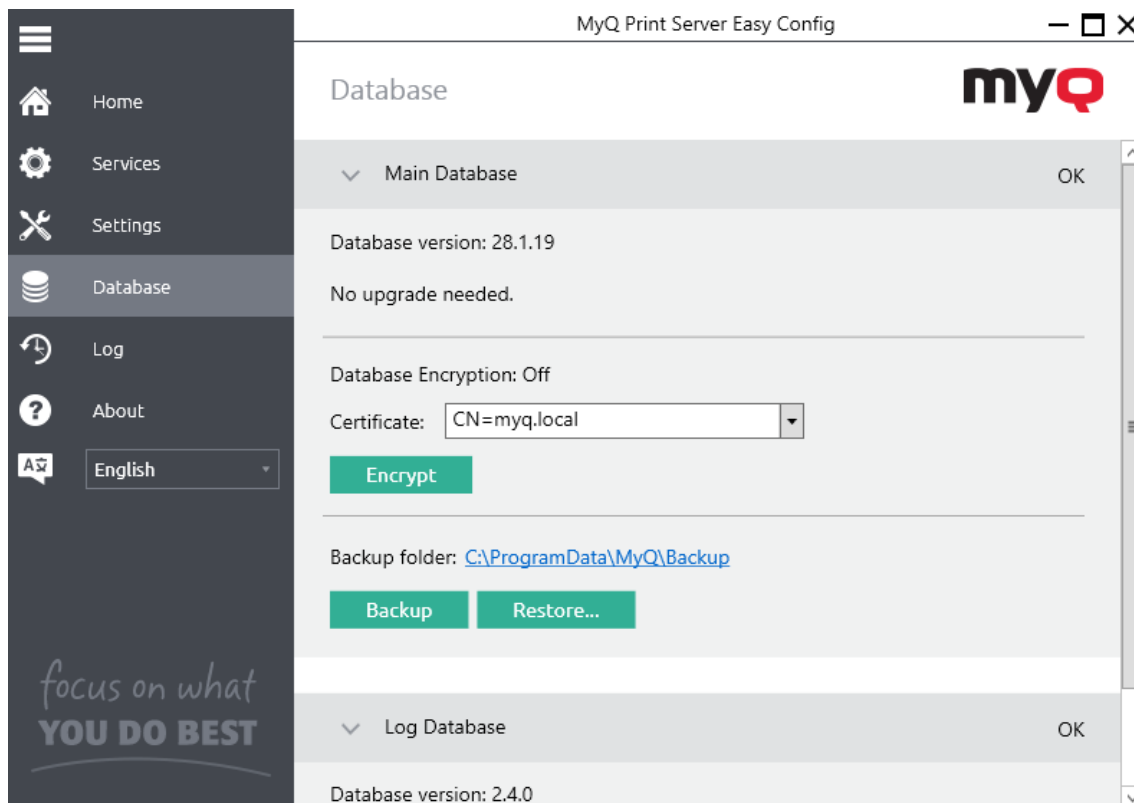 MyQ Print Server Easy Config
Home
Services
Settings
Database
Log
About
English
focus on what
YOU DO BEST
Database
myQ
Main Database OK
Database version: 28.1.19
No upgrade needed.
Database Encryption: Off
Certificate: CN=myq.local
Encrypt
Backup folder: C:\ProgramData\MyQ\Backup
Backup Restore...
Log Database OK
Database version: 2.4.0